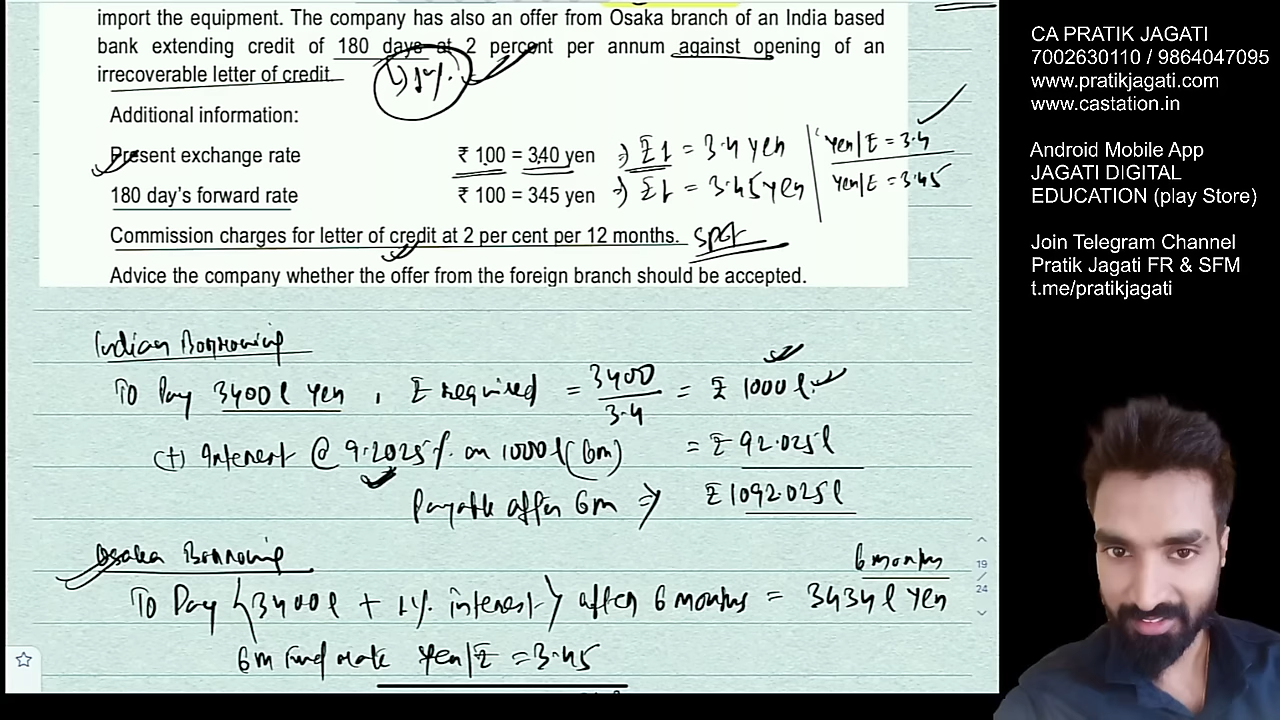 import the equipment. The company has also an offer from Osaka branch of an India based
bank extending credit of 180 days at 2 percent per annum against opening of an
irrecoverable letter of credit.
↳ 1%.
Additional information:
Present exchange rate ₹ 100 = 340 yen ⇒ ₹1 = 3.4 yen | Yen/₹ = 3.4
180 day's forward rate ₹ 100 = 345 yen ⇒ ₹1 = 3.45 yen | Yen/₹ = 3.45
Commission charges for letter of credit at 2 per cent per 12 months. Spot
Advice the company whether the offer from the foreign branch should be accepted.
Indian Borrowing
To Pay 3400 l yen, ₹ required = 3400/3.4 = ₹ 1000 l.
(+) Interest @ 9.2025% on 1000 l (6m) = ₹ 92.025 l
Payable after 6m ⇒ ₹1092.025 l
Osaka Borrowing
6 months
To Pay {3400 l + 1% interest} after 6 months = 3434 l Yen
6m Fwd rate Yen/₹ = 3.45
CA PRATIK JAGATI
7002630110 / 9864047095
www.pratikjagati.com
www.castation.in
Android Mobile App
JAGATI DIGITAL
EDUCATION (play Store)
Join Telegram Channel
Pratik Jagati FR & SFM
t.me/pratikjagati
19
/
24